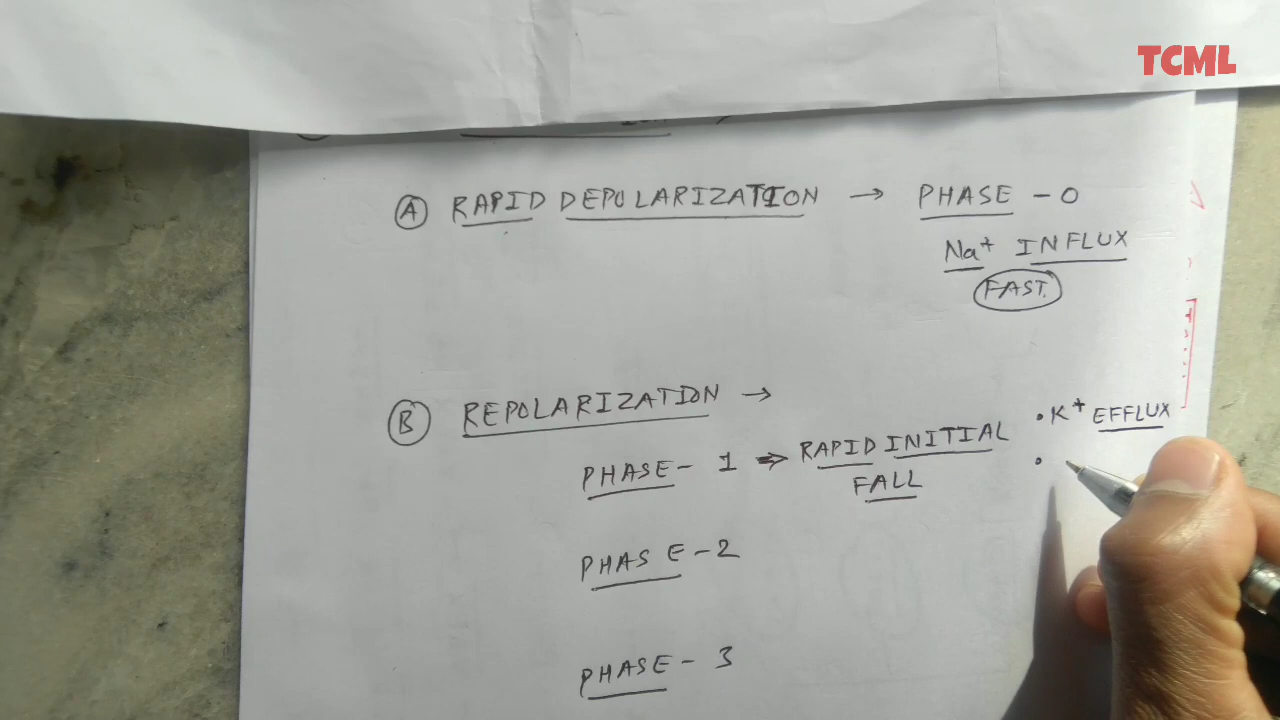 TCML
Ⓐ RAPID DEPOLARIZATION → PHASE - 0
Na⁺ INFLUX
FAST.
Ⓑ REPOLARIZATION →
PHASE - 1 ⇒ RAPID INITIAL FALL
• K⁺ EFFLUX
•
PHASE - 2
PHASE - 3